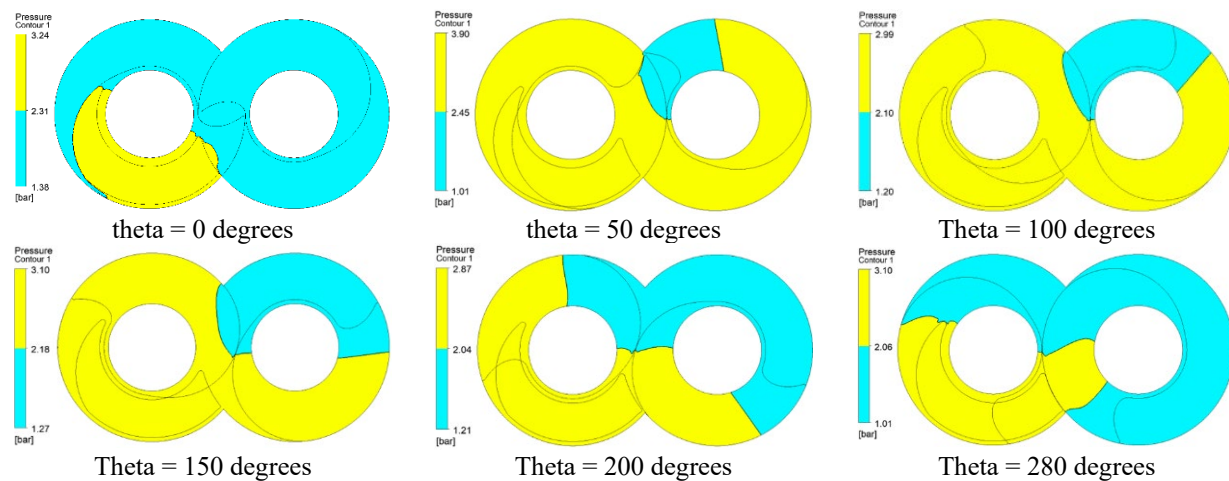 Pressure
Contour 1
3.24
2.31
1.38
[bar]
theta = 0 degrees
Pressure
Contour 1
3.90
2.45
1.01
[bar]
theta = 50 degrees
Pressure
Contour 1
2.99
2.10
1.20
[bar]
Theta = 100 degrees
Pressure
Contour 1
3.10
2.18
1.27
[bar]
Theta = 150 degrees
Pressure
Contour 1
2.87
2.04
1.21
[bar]
Theta = 200 degrees
Pressure
Contour 1
3.10
2.06
1.01
[bar]
Theta = 280 degrees